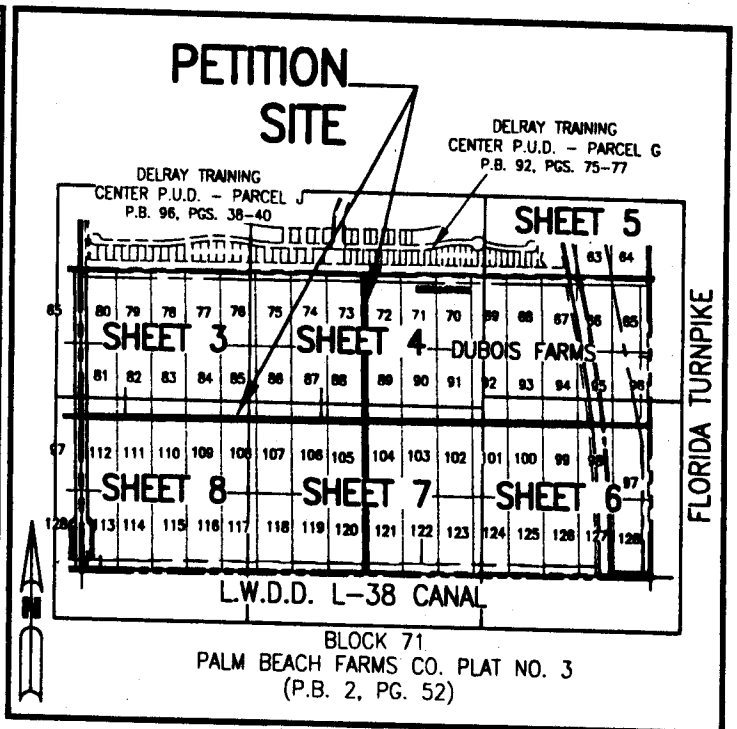 PETITION
SITE
DELRAY TRAINING
CENTER P.U.D. - PARCEL G
P.B. 92, PGS. 75-77
DELRAY TRAINING
CENTER P.U.D. - PARCEL J
P.B. 96, PGS. 38-40
SHEET 5
63 64
65 80 79 78 77 76 75 74 73 72 71 70 69 68 67 66 65
SHEET 3 SHEET 4 DUBOIS FARMS
81 82 83 84 85 86 87 88 89 90 91 92 93 94 95 96
FLORIDA TURNPIKE
97 112 111 110 109 108 107 106 105 104 103 102 101 100 99 98
97
SHEET 8 SHEET 7 SHEET 6
128 113 114 115 116 117 118 119 120 121 122 123 124 125 126 127 128
N
L.W.D.D. L-38 CANAL
BLOCK 71
PALM BEACH FARMS CO. PLAT NO. 3
(P.B. 2, PG. 52)